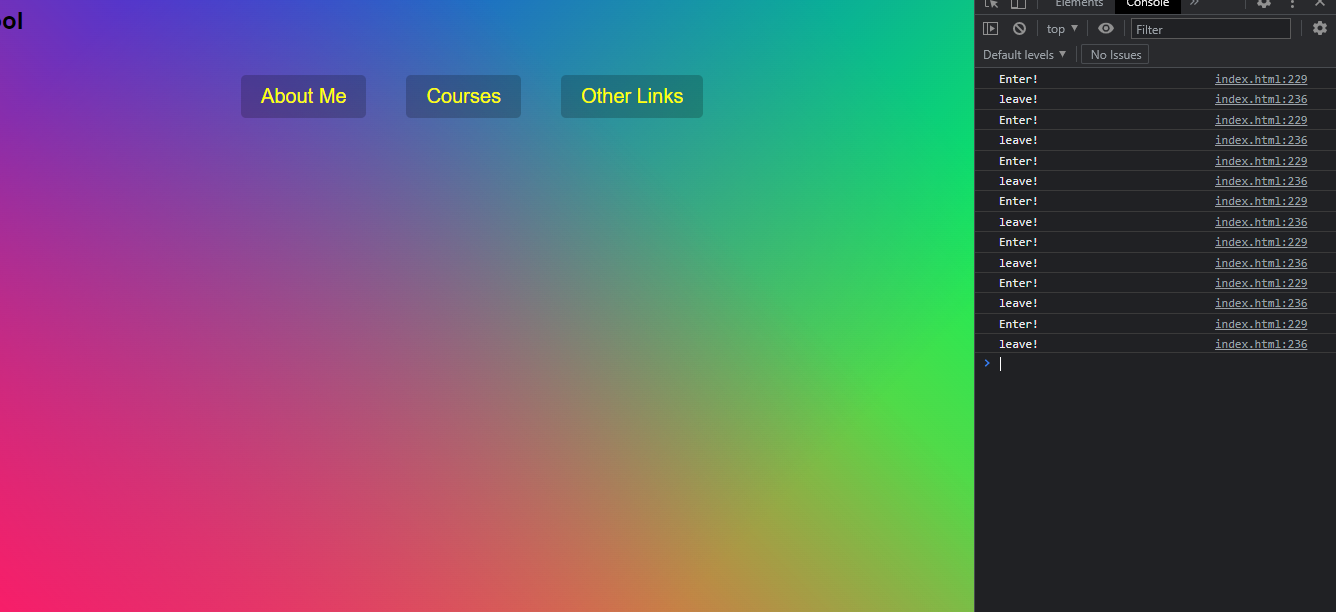 ool
About Me Courses Other Links
Elements Console »
top ▼ Filter
Default levels ▼ No Issues
Enter! index.html:229
leave! index.html:236
Enter! index.html:229
leave! index.html:236
Enter! index.html:229
leave! index.html:236
Enter! index.html:229
leave! index.html:236
Enter! index.html:229
leave! index.html:236
Enter! index.html:229
leave! index.html:236
Enter! index.html:229
leave! index.html:236
>